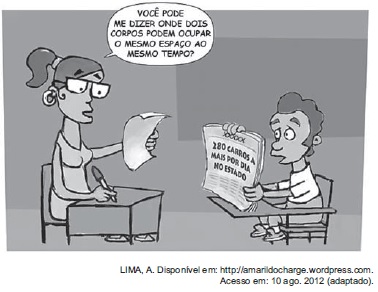 VOCÊ PODE
ME DIZER ONDE DOIS
CORPOS PODEM OCUPAR
O MESMO ESPAÇO AO
MESMO TEMPO?
XXXXX
280 CARROS A
MAIS POR DIA
NO ESTADO
LIMA, A. Disponível em: http://amarildocharge.wordpress.com.
Acesso em: 10 ago. 2012 (adaptado).